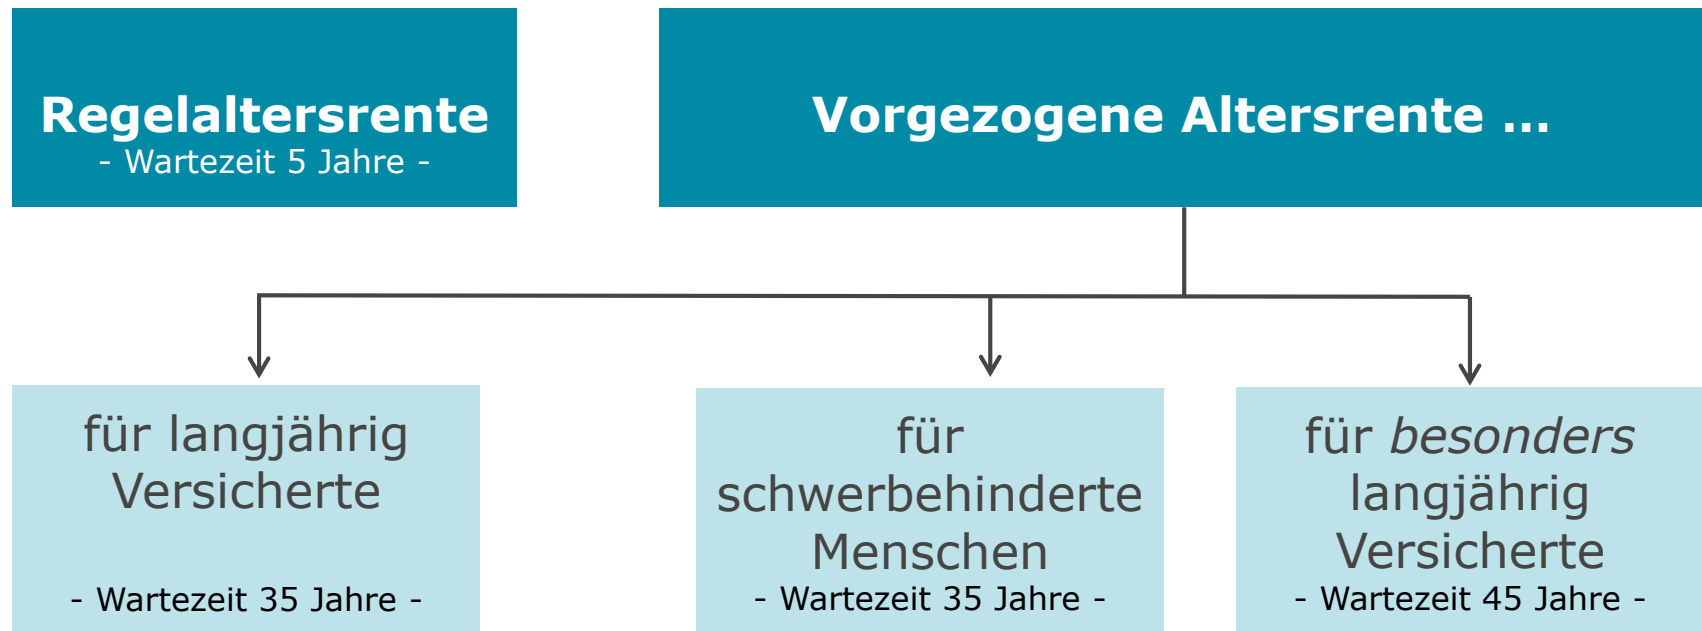 Regelaltersrente
- Wartezeit 5 Jahre -
Vorgezogene Altersrente ...
für langjährig
Versicherte
- Wartezeit 35 Jahre -
für
schwerbehinderte
Menschen
- Wartezeit 35 Jahre -
für besonders
langjährig
Versicherte
- Wartezeit 45 Jahre -